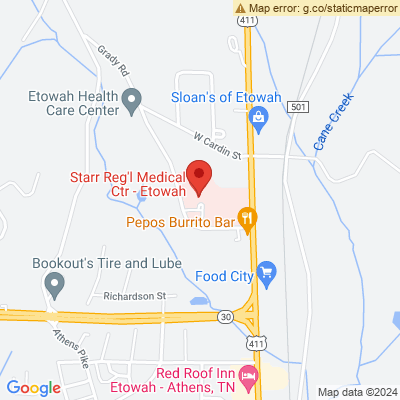 Map error: g.co/staticmaperror
411
Grady Rd
Etowah Health
Care Center
Sloan's of Etowah
501
Cane Creek
W Cardin St
Starr Reg'l Medical
Ctr - Etowah
Pepos Burrito Bar
Bookout's Tire and Lube
Food City
Richardson St
30
411
Athens Pike
Red Roof Inn
Etowah - Athens, TN
Google
Map data ©2024